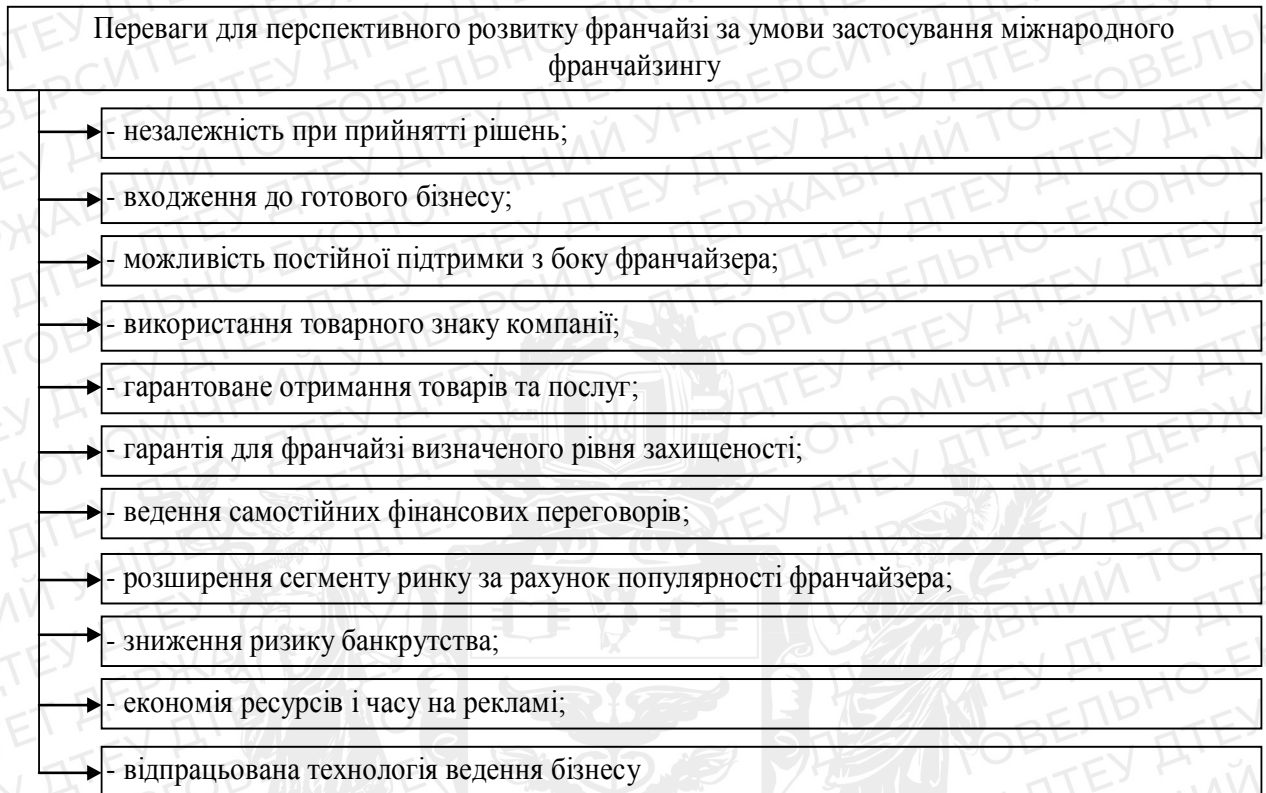 Переваги для перспективного розвитку франчайзі за умови застосування міжнародного
франчайзингу
- незалежність при прийнятті рішень;
- входження до готового бізнесу;
- можливість постійної підтримки з боку франчайзера;
- використання товарного знаку компанії;
- гарантоване отримання товарів та послуг;
- гарантія для франчайзі визначеного рівня захищеності;
- ведення самостійних фінансових переговорів;
- розширення сегменту ринку за рахунок популярності франчайзера;
- зниження ризику банкрутства;
- економія ресурсів і часу на рекламі;
- відпрацьована технологія ведення бізнесу